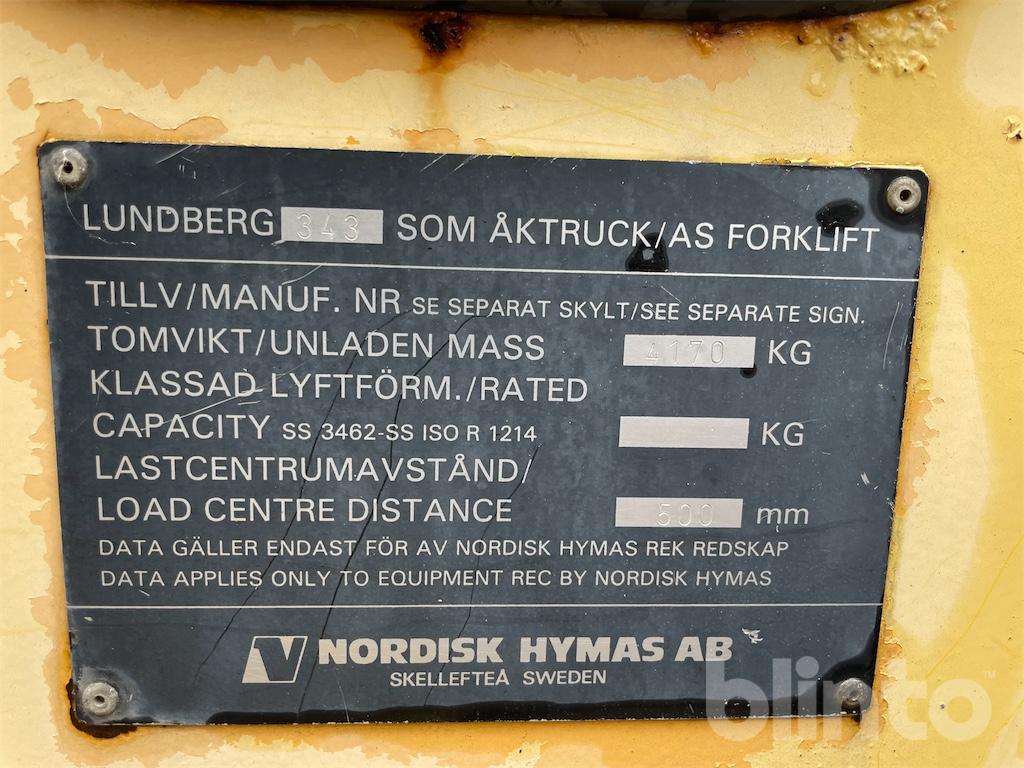 LUNDBERG 343 SOM ÅKTRUCK/AS FORKLIFT
TILLV/MANUF. NR SE SEPARAT SKYLT/SEE SEPARATE SIGN.
TOMVIKT/UNLADEN MASS 4170 KG
KLASSAD LYFTFÖRM./RATED
CAPACITY SS 3462-SS ISO R 1214 KG
LASTCENTRUMAVSTÅND/
LOAD CENTRE DISTANCE 500 mm
DATA GÄLLER ENDAST FÖR AV NORDISK HYMAS REK REDSKAP
DATA APPLIES ONLY TO EQUIPMENT REC BY NORDISK HYMAS
NORDISK HYMAS AB
SKELLEFTEÅ SWEDEN
blinto™